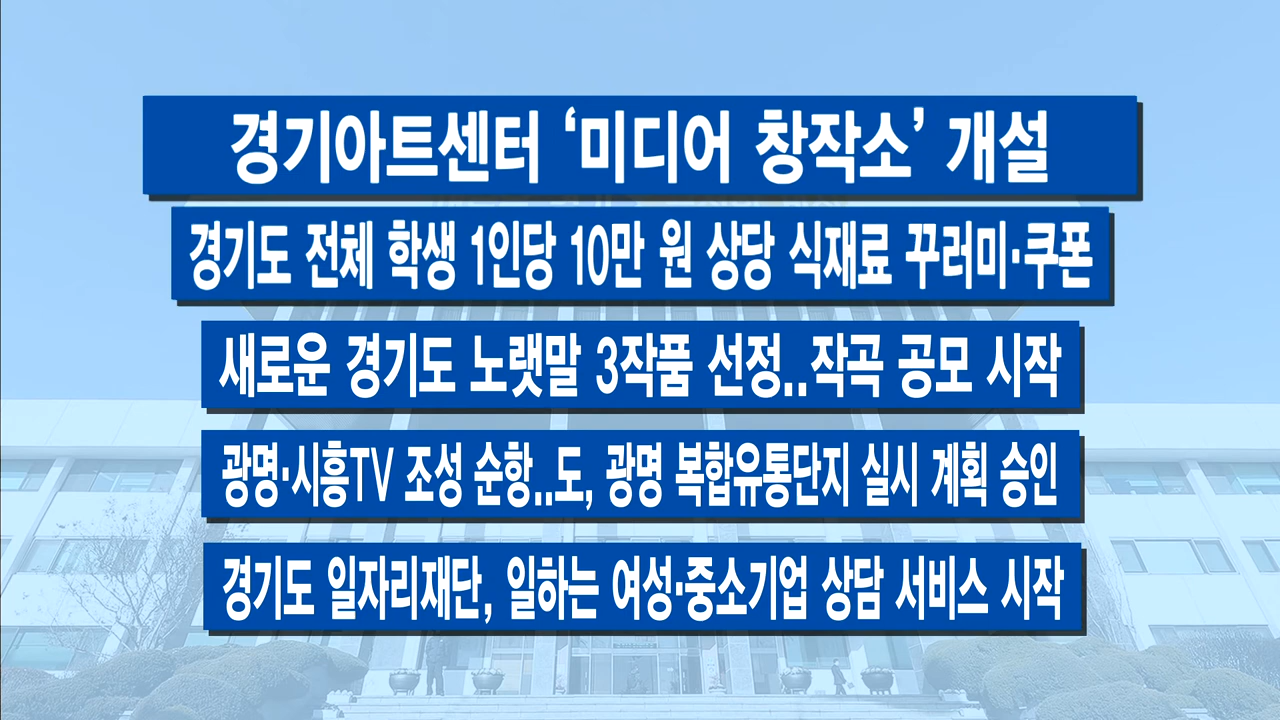 경기아트센터 ‘미디어 창작소’ 개설
경기도 전체 학생 1인당 10만 원 상당 식재료 꾸러미·쿠폰
새로운 경기도 노랫말 3작품 선정..작곡 공모 시작
광명·시흥TV 조성 순항..도, 광명 복합유통단지 실시 계획 승인
경기도 일자리재단, 일하는 여성·중소기업 상담 서비스 시작